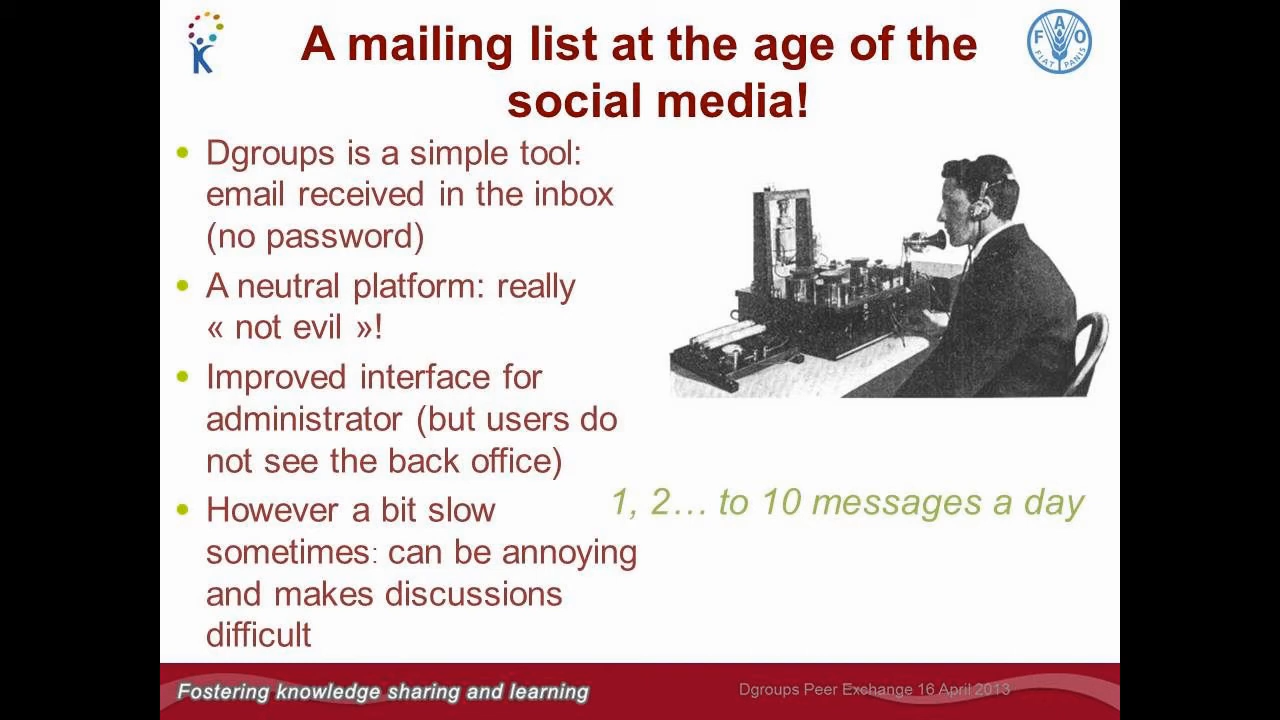 A mailing list at the age of the
social media!
F A O
FIAT PANIS
K
Dgroups is a simple tool:
email received in the inbox
(no password)
A neutral platform: really
« not evil »!
Improved interface for
administrator (but users do
not see the back office)
However a bit slow
sometimes: can be annoying
and makes discussions
difficult
1, 2… to 10 messages a day
Fostering knowledge sharing and learning
Dgroups Peer Exchange 16 April 2013